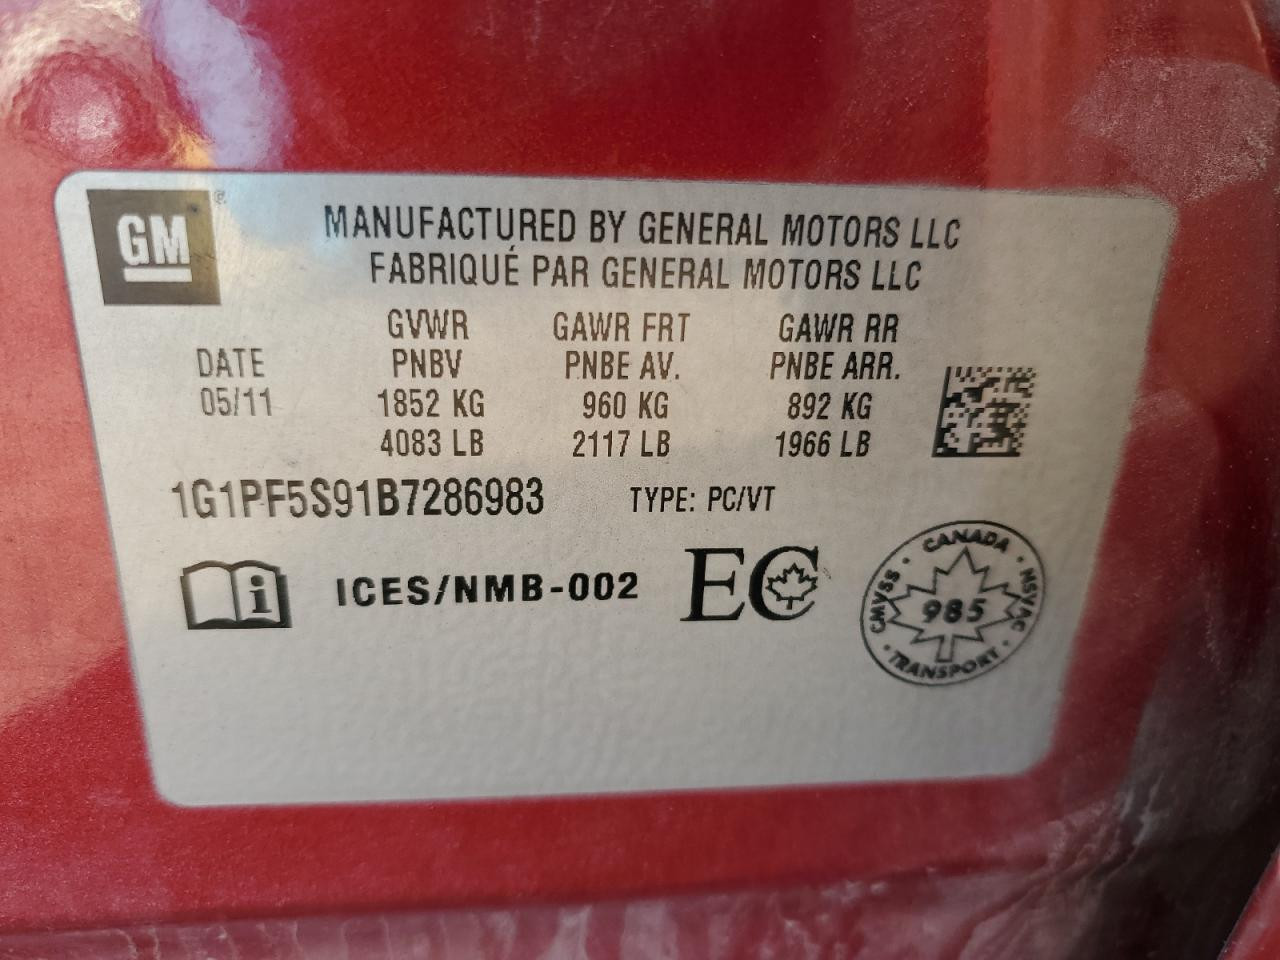 GM
MANUFACTURED BY GENERAL MOTORS LLC
FABRIQUÉ PAR GENERAL MOTORS LLC
GVWR GAWR FRT GAWR RR
DATE PNBV PNBE AV. PNBE ARR.
05/11 1852 KG 960 KG 892 KG
4083 LB 2117 LB 1966 LB
1G1PF5S91B7286983 TYPE: PC/VT
i ICES/NMB-002 EC
CANADA
CMVSS 985 NSVAC
TRANSPORT